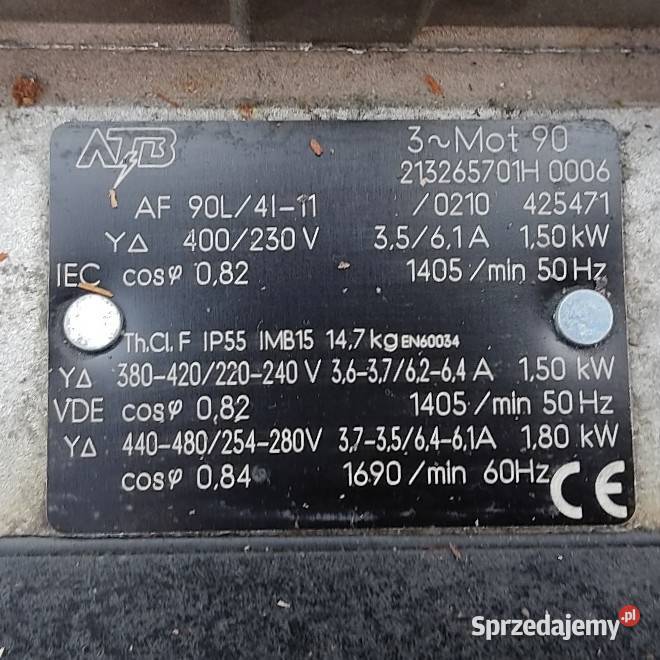 ATB 3~Mot 90
213265701H 0006
AF 90L/4I-11 /0210 425471
Y△ 400/230 V 3,5/6,1 A 1,50 kW
IEC cosφ 0,82 1405/min 50 Hz
Th.Cl. F IP55 IMB15 14,7 kg EN60034
Y△ 380-420/220-240 V 3,6-3,7/6,2-6,4 A 1,50 kW
VDE cosφ 0,82 1405/min 50 Hz
Y△ 440-480/254-280V 3,7-3,5/6,4-6,1A 1,80 kW
cosφ 0,84 1690/min 60Hz
CE
Sprzedajemy.pl